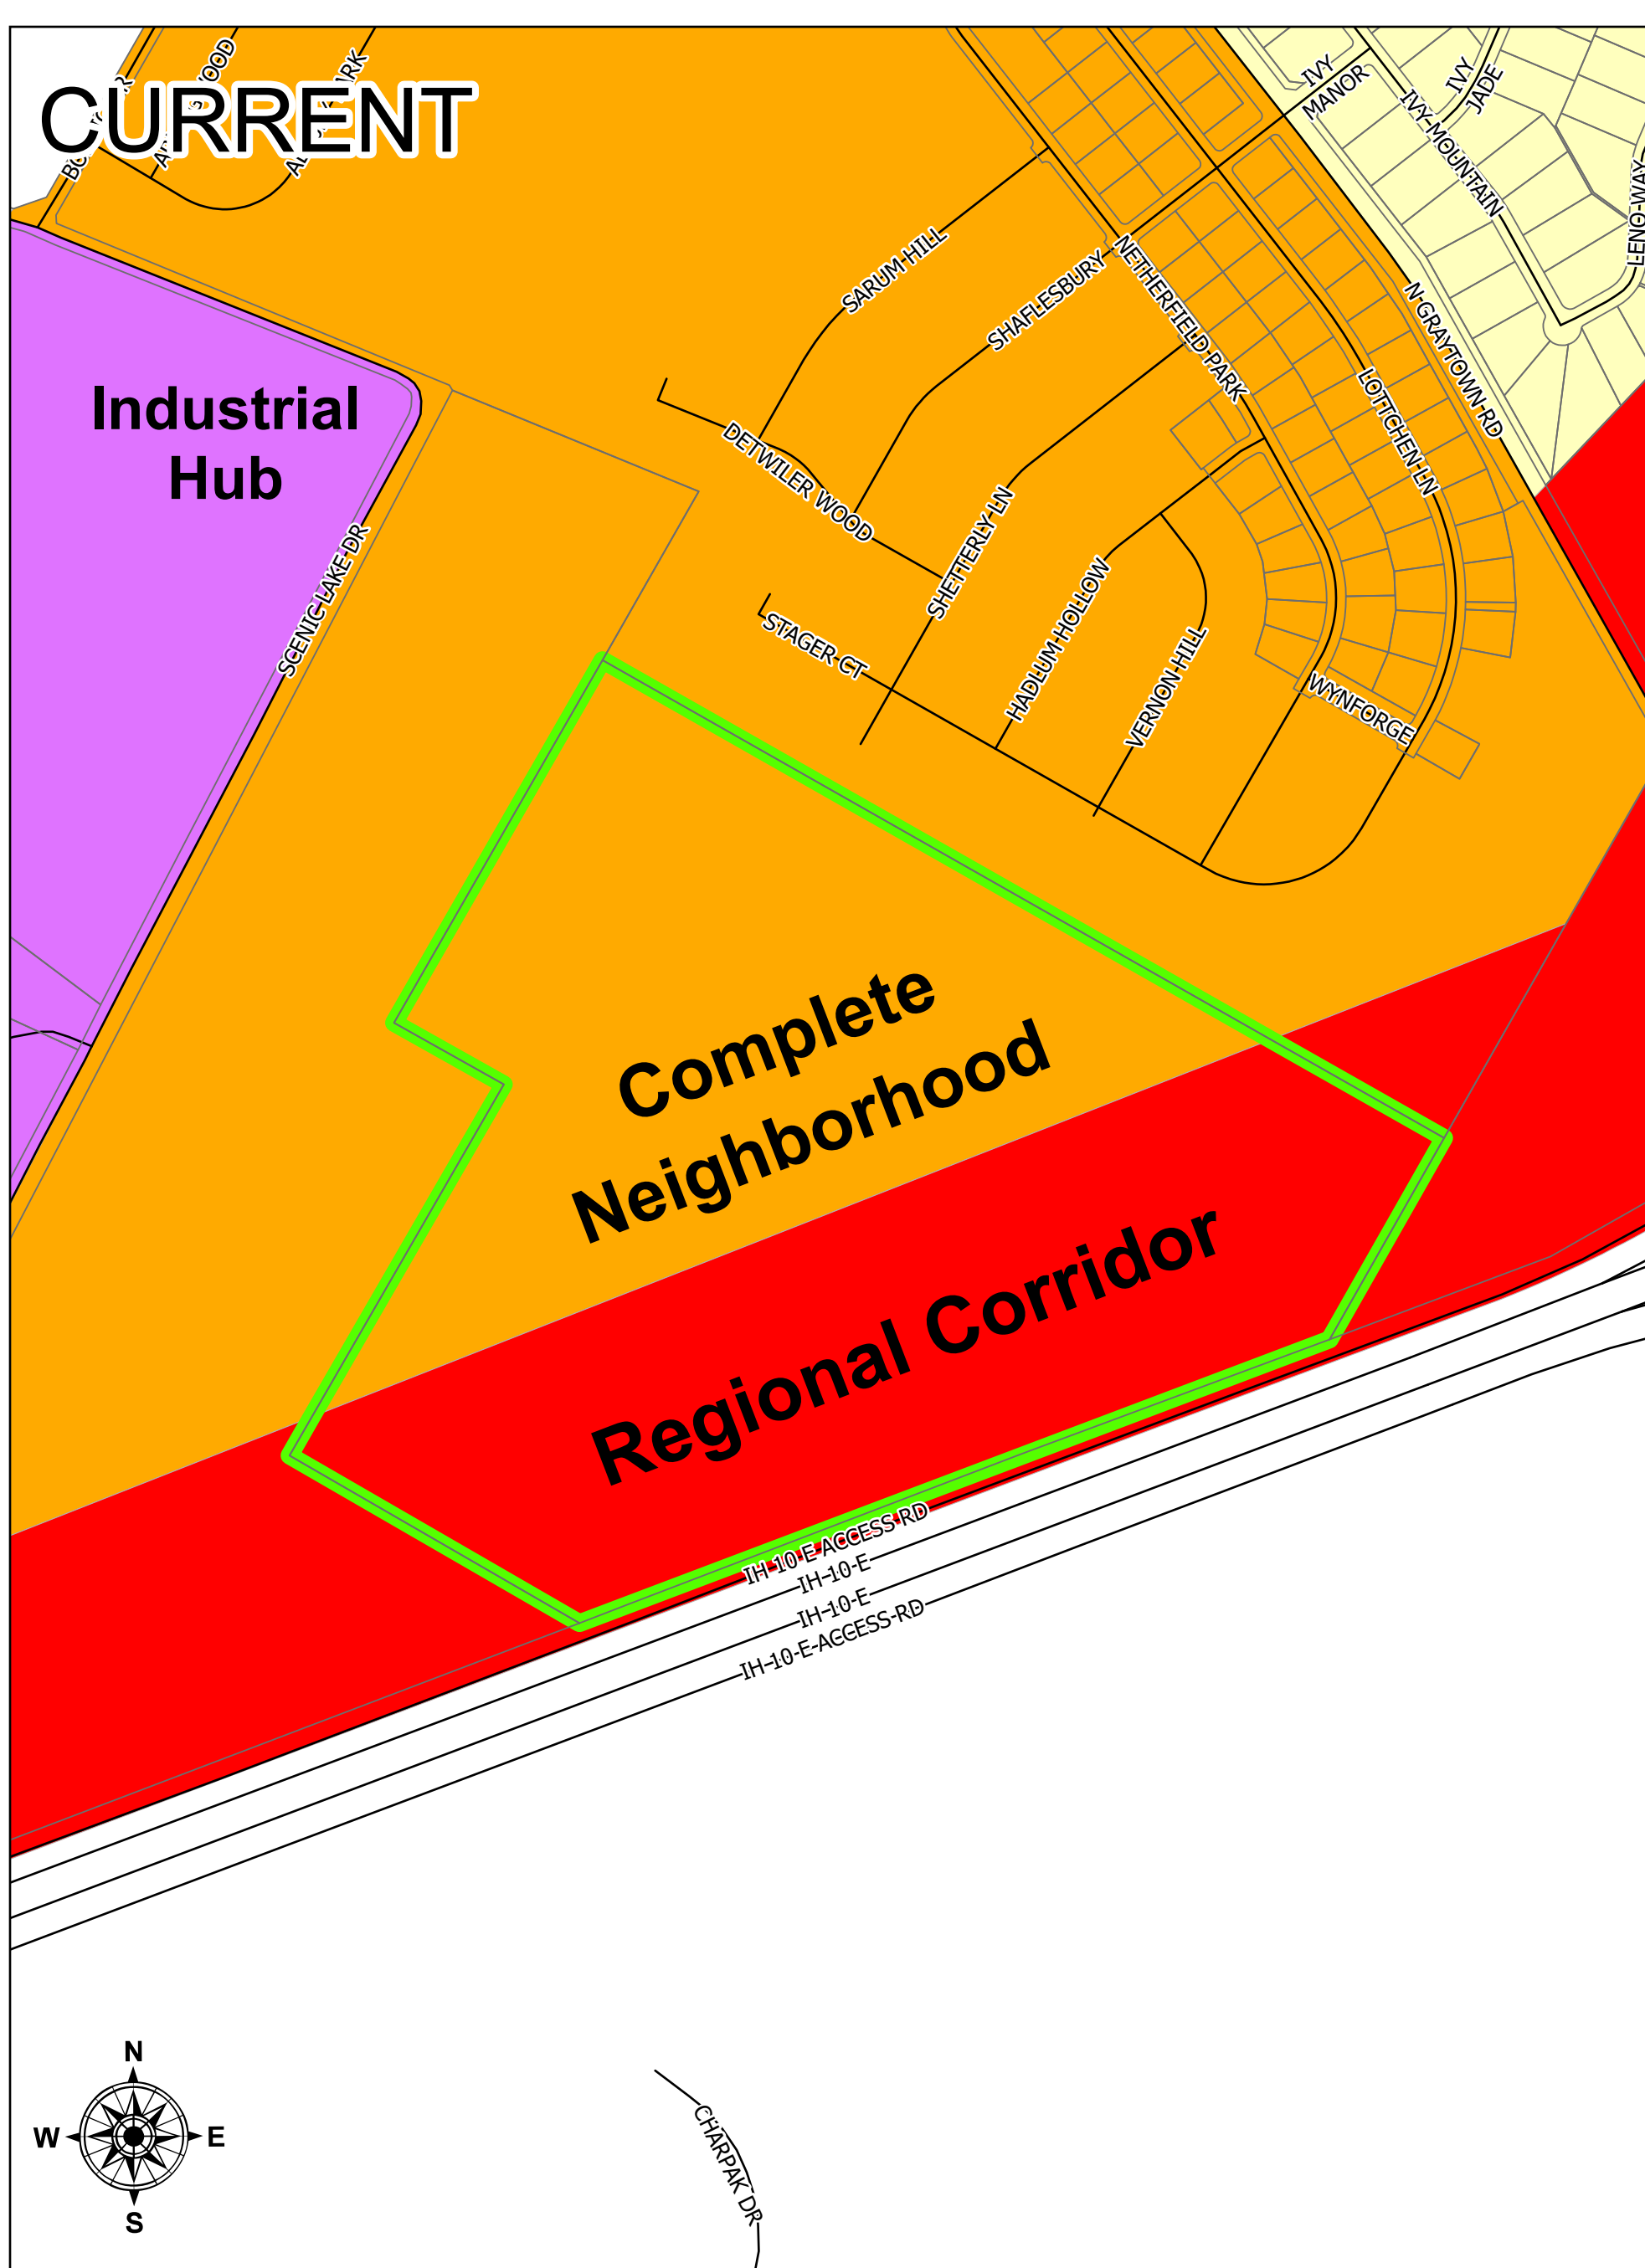 CURRENT
IVY
MANOR
IVY MOUNTAIN
IVY
JADE
LENO WAY
SARUM HILL
SHAFLESBURY
NETHERFIELD PARK
N GRAYTOWN RD
LOTTCHEN LN
Industrial
Hub
DETWILER WOOD
SHETTERLY LN
SCENIC LAKE DR
STAGER CT
HADLUM HOLLOW
VERNON HILL
WYNFORGE
Complete
Neighborhood
Regional Corridor
IH 10 E ACCESS RD
IH-10-E
IH-10-E
IH-10-E-ACCESS-RD
N
W
E
S
CHARPAK DR